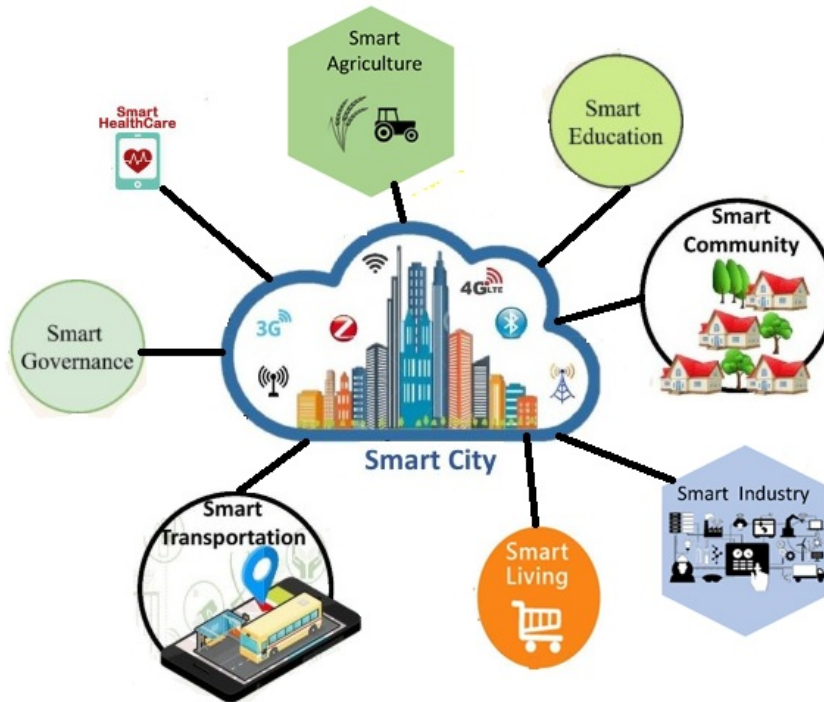 Smart
Agriculture
Smart
HealthCare
Smart
Education
Smart
Community
Smart
Governance
3G
4G LTE
Smart City
Smart
Transportation
Smart
Living
Smart Industry